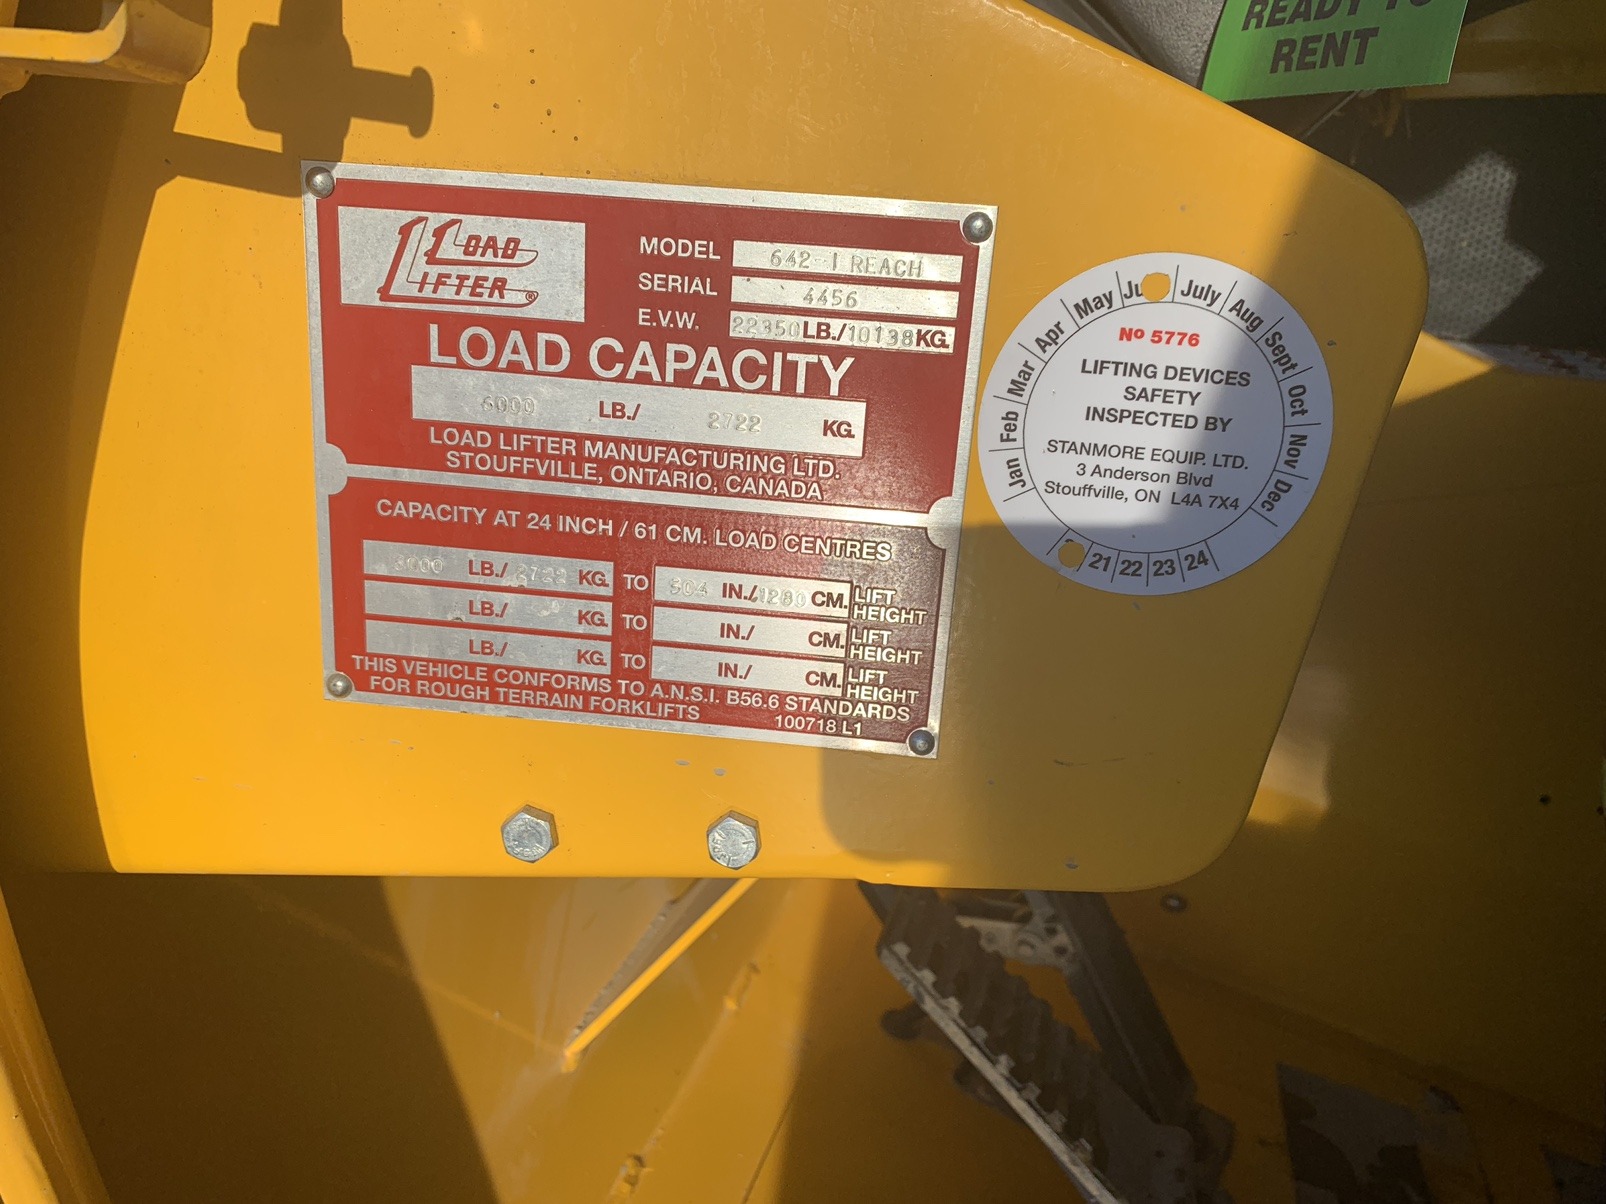 READY TO
RENT
LOAD
LIFTER ®
MODEL 642-I REACH
SERIAL 4456
E.V.W. 22350 LB./10138 KG.
LOAD CAPACITY
6000 LB./ 2722 KG.
LOAD LIFTER MANUFACTURING LTD.
STOUFFVILLE, ONTARIO, CANADA
CAPACITY AT 24 INCH / 61 CM. LOAD CENTRES
6000 LB./ 2722 KG. TO 504 IN./ 1280 CM. LIFT HEIGHT
LB./ KG. TO IN./ CM. LIFT HEIGHT
LB./ KG. TO IN./ CM. LIFT HEIGHT
THIS VEHICLE CONFORMS TO A.N.S.I. B56.6 STANDARDS
FOR ROUGH TERRAIN FORKLIFTS
100718 L1
Jan Feb Mar Apr May Ju July Aug Sept Oct Nov Dec
No 5776
LIFTING DEVICES
SAFETY
INSPECTED BY
STANMORE EQUIP. LTD.
3 Anderson Blvd
Stouffville, ON L4A 7X4
21 22 23 24